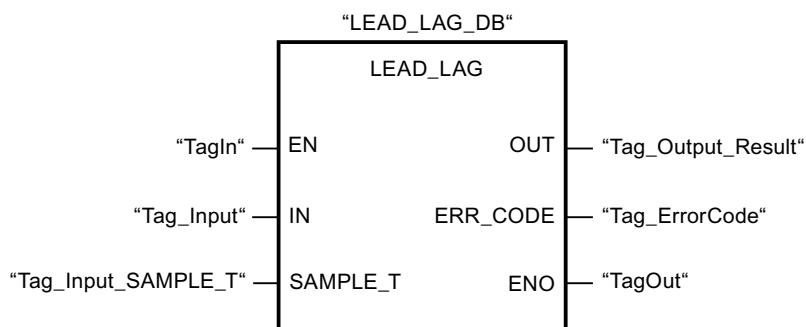 “LEAD_LAG_DB“
LEAD_LAG
“TagIn“ EN OUT “Tag_Output_Result“
“Tag_Input“ IN ERR_CODE “Tag_ErrorCode“
“Tag_Input_SAMPLE_T“ SAMPLE_T ENO “TagOut“